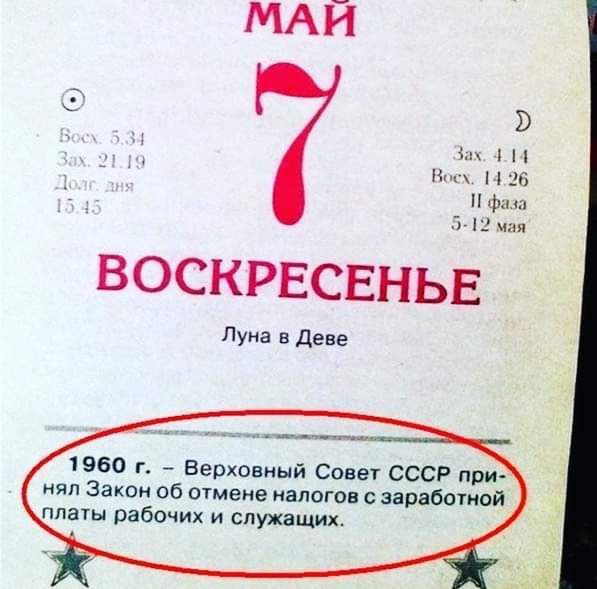 МАЙ
7
Восх. 5.34
Зах. 21.19
Долг. дня
15.45
Зах. 4.14
Восх. 14.26
II фаза
5-12 мая
ВОСКРЕСЕНЬЕ
Луна в Деве
1960 г. – Верховный Совет СССР при-
нял Закон об отмене налогов с заработной
платы рабочих и служащих.